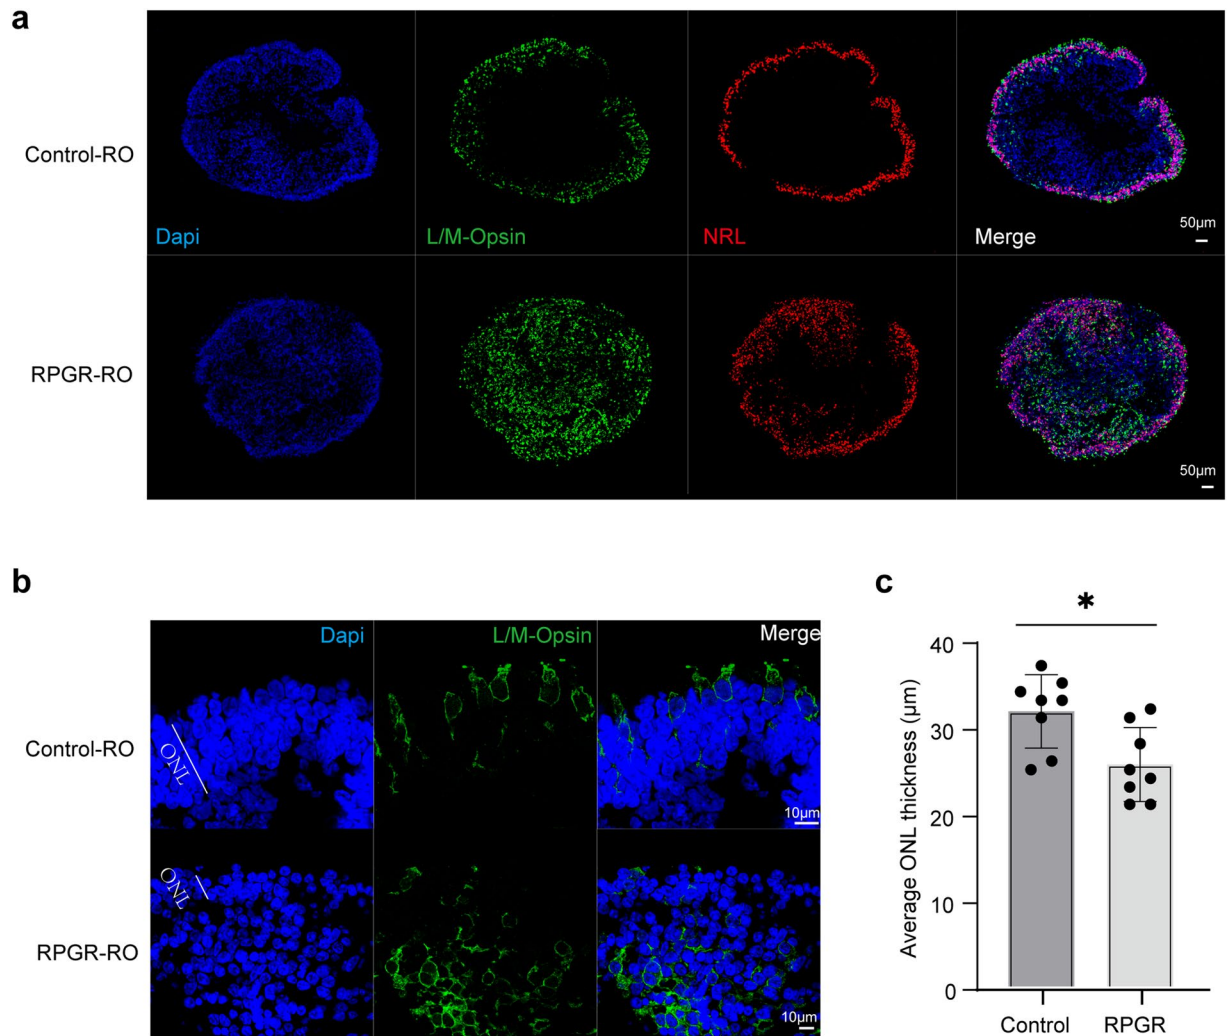 a
Control-RO
Dapi
L/M-Opsin
NRL
Merge
50µm
RPGR-RO
50µm
b
Dapi
L/M-Opsin
Merge
Control-RO
ONL
10µm
ONL
RPGR-RO
10µm
c
*
Average ONL thickness (µm)
40
30
20
10
0
Control
RPGR